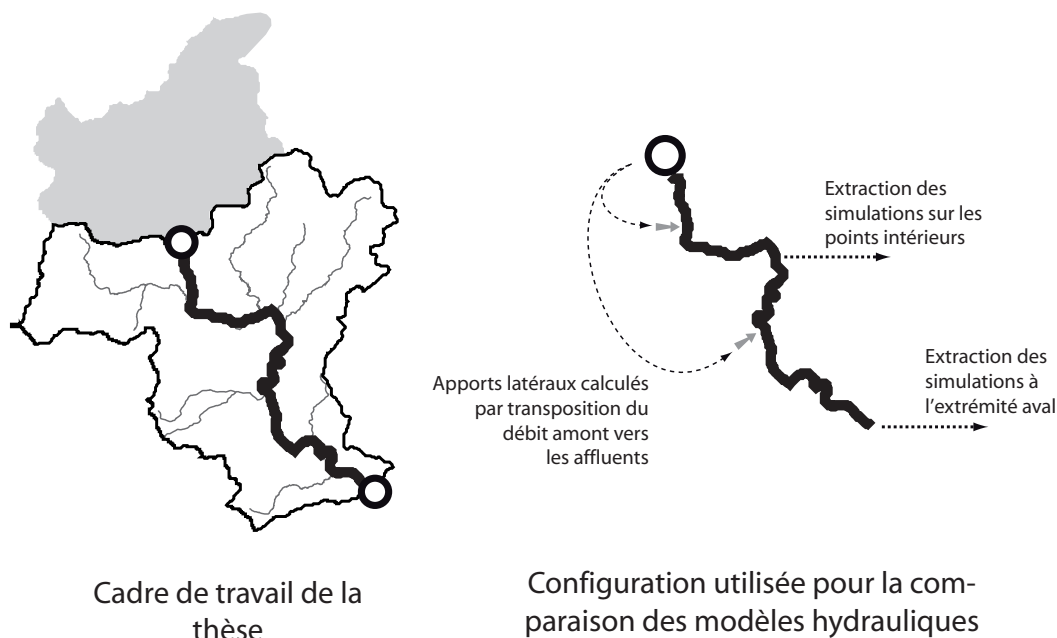 Extraction des
simulations sur les
points intérieurs
Extraction des
simulations à
l'extrémité aval
Apports latéraux calculés
par transposition du
débit amont vers
les affluents
Cadre de travail de la
thèse
Configuration utilisée pour la com-
paraison des modèles hydrauliques